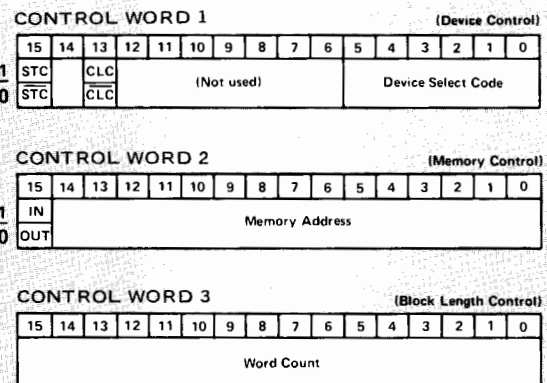 CONTROL WORD 1 (Device Control)
15 14 13 12 11 10 9 8 7 6 5 4 3 2 1 0
1 STC CLC (Not used) Device Select Code
0 S̅T̅C̅ C̅L̅C̅
CONTROL WORD 2 (Memory Control)
15 14 13 12 11 10 9 8 7 6 5 4 3 2 1 0
1 IN Memory Address
0 OUT
CONTROL WORD 3 (Block Length Control)
15 14 13 12 11 10 9 8 7 6 5 4 3 2 1 0
Word Count